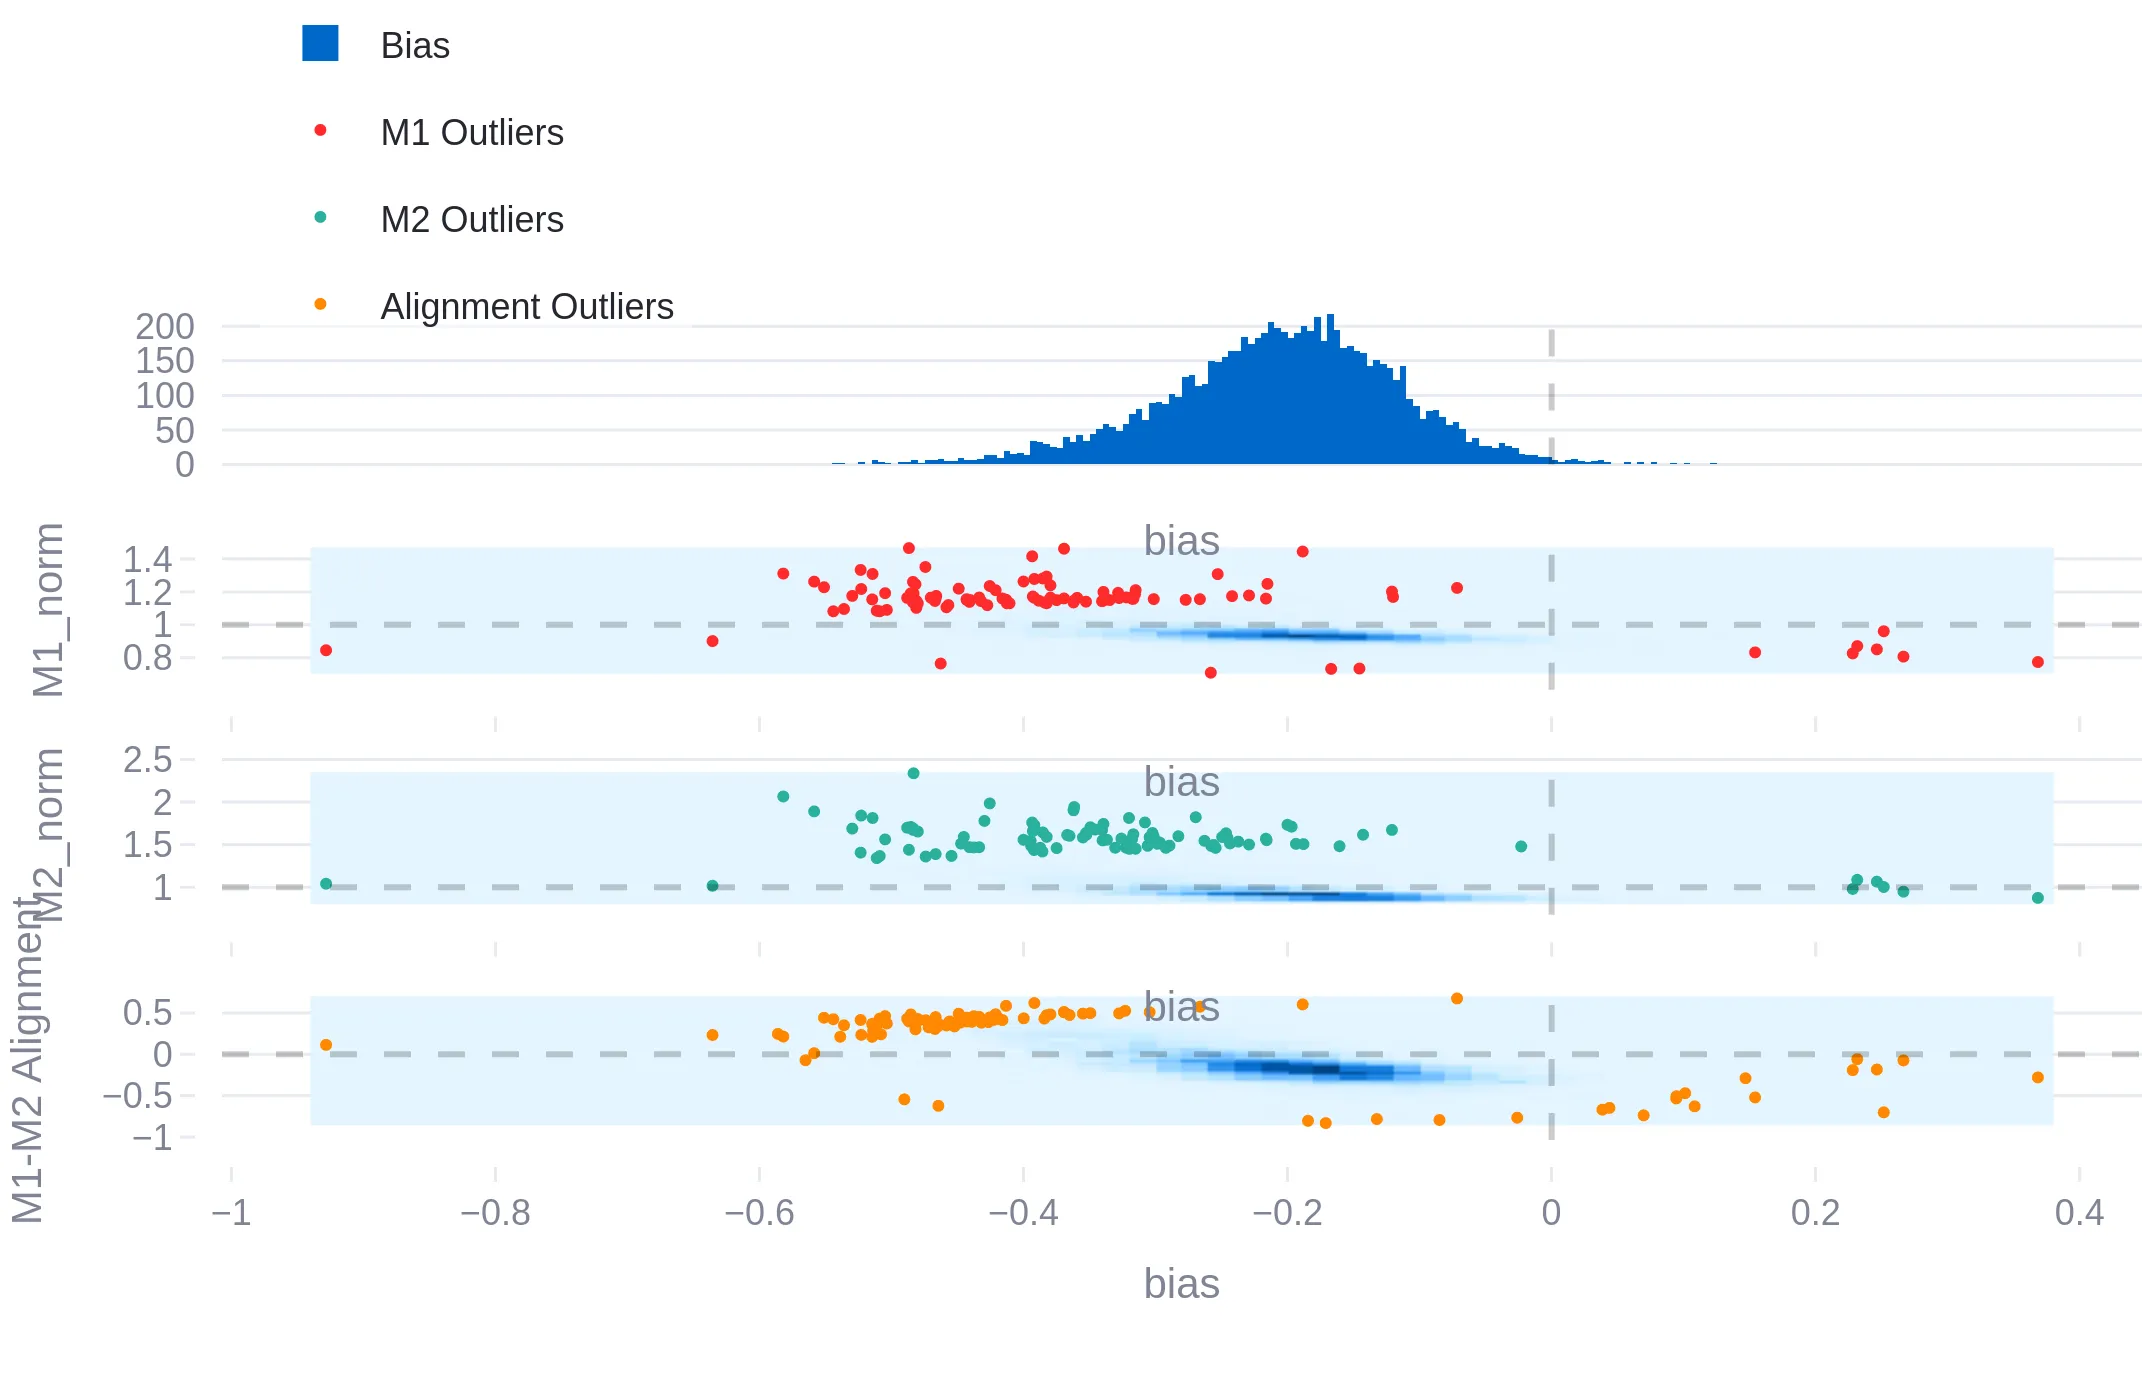 Bias
M1 Outliers
M2 Outliers
Alignment Outliers
200
150
100
50
0
bias
M1_norm
1.4
1.2
1
0.8
bias
M2_norm
2.5
2
1.5
1
bias
M1-M2 Alignment
0.5
0
−0.5
−1
−1
−0.8
−0.6
−0.4
−0.2
0
0.2
0.4
bias